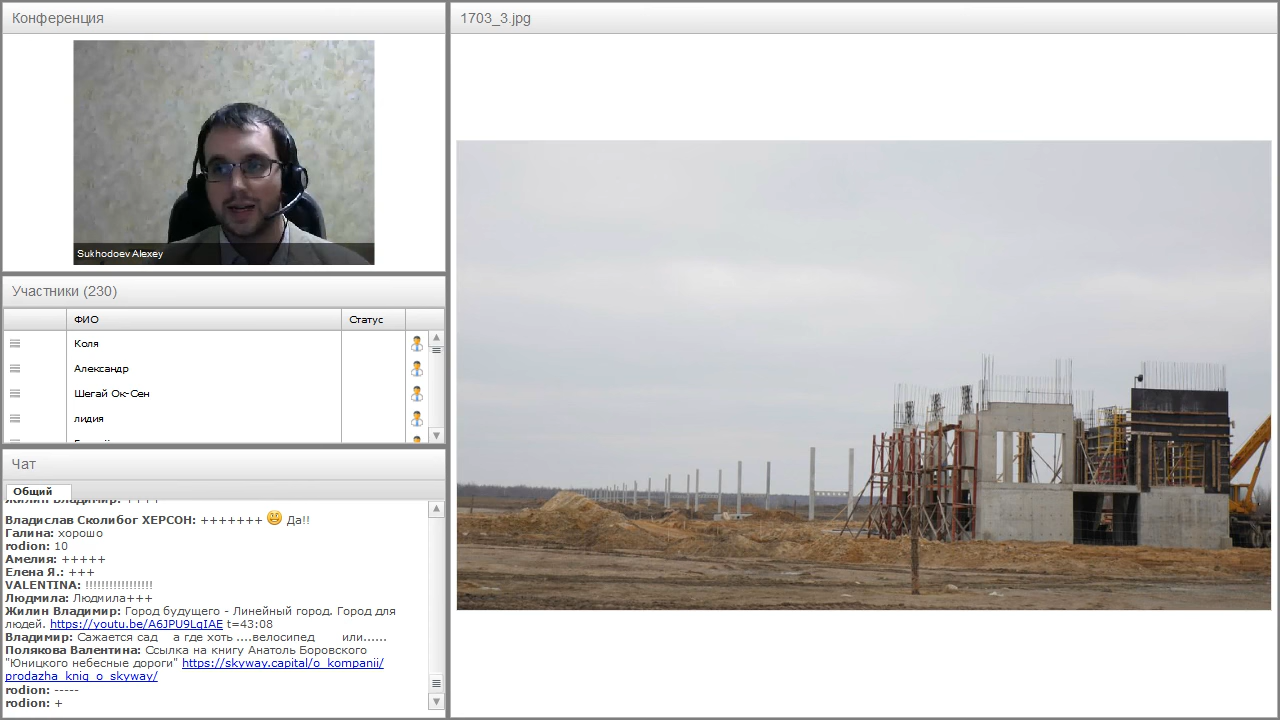 Конференция
Sukhodoev Alexey
Участники (230)
ФИО
Статус
Коля
Александр
Шегай Ок-Сен
лидия
Чат
Общий
Жилин Владимир: ++++
Владислав Сколибог ХЕРСОН: +++++++ Да!!
Галина: хорошо
rodion: 10
Амелия: +++++
Елена Я.: +++
VALENTINA: !!!!!!!!!!!!!!!!!
Людмила: Людмила+++
Жилин Владимир: Город будущего - Линейный город. Город для
людей. https://youtu.be/A6JPU9LgIAE t=43:08
Владимир: Сажается сад а где хоть ....велосипед или......
Полякова Валентина: Ссылка на книгу Анатоль Боровского
"Юницкого небесные дороги" https://skyway.capital/o_kompanii/
prodazha_knig_o_skyway/
rodion: -----
rodion: +
1703_3.jpg